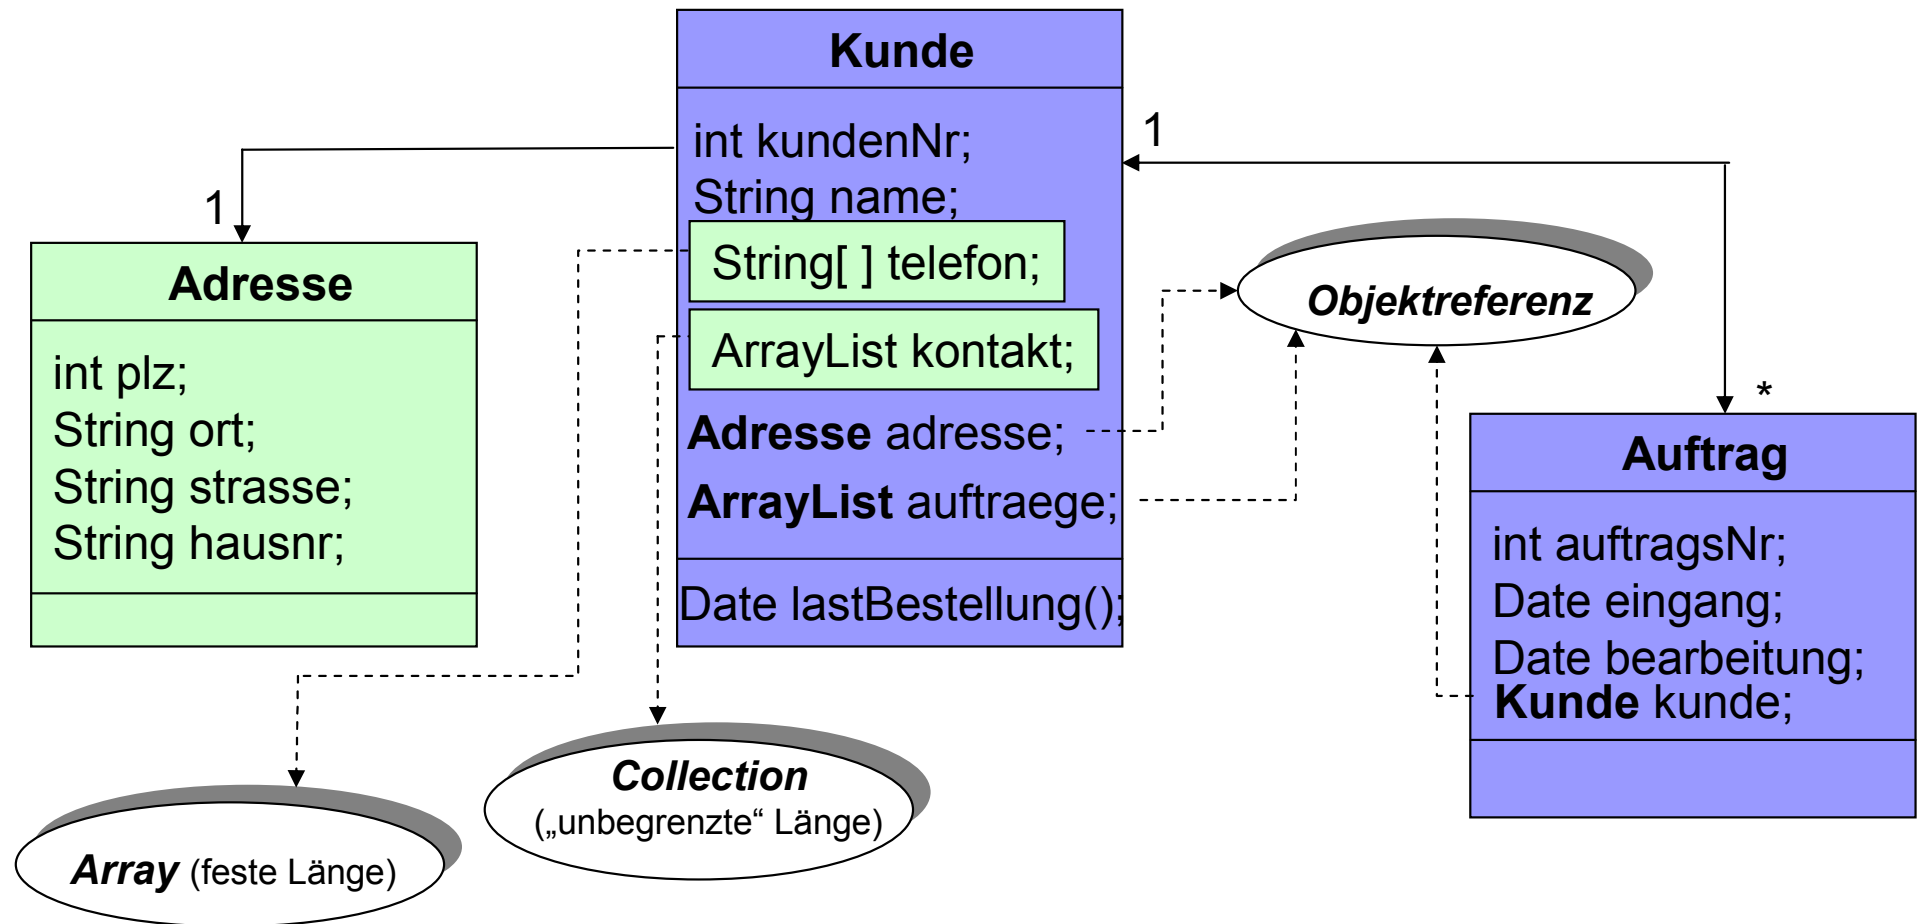 Kunde
int kundenNr;
String name;
String[ ] telefon;
ArrayList kontakt;
Adresse adresse;
ArrayList auftraege;
Date lastBestellung();
1
Adresse
int plz;
String ort;
String strasse;
String hausnr;
1
*
Objektreferenz
Auftrag
int auftragsNr;
Date eingang;
Date bearbeitung;
Kunde kunde;
Collection
(„unbegrenzte“ Länge)
Array (feste Länge)